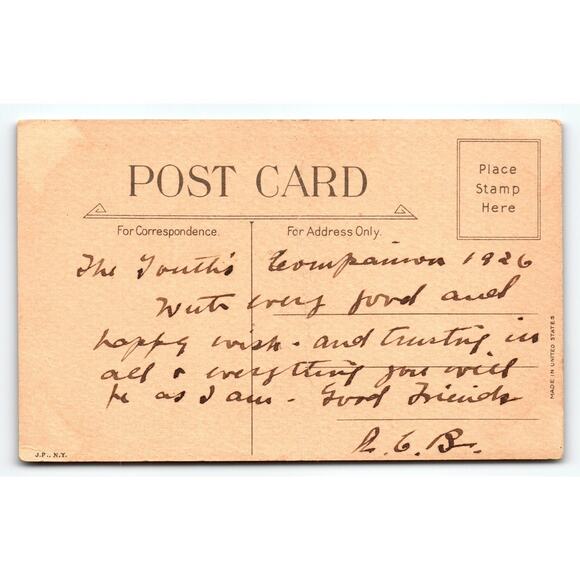 POST CARD
Place
Stamp
Here
For Correspondence.
For Address Only.
The Youth's Companion 1926
With every good and
happy wish - and trusting in
all & everything you will
be as I am - Good Friends
R. C. B.
MADE IN UNITED STATES
J.P., N.Y.